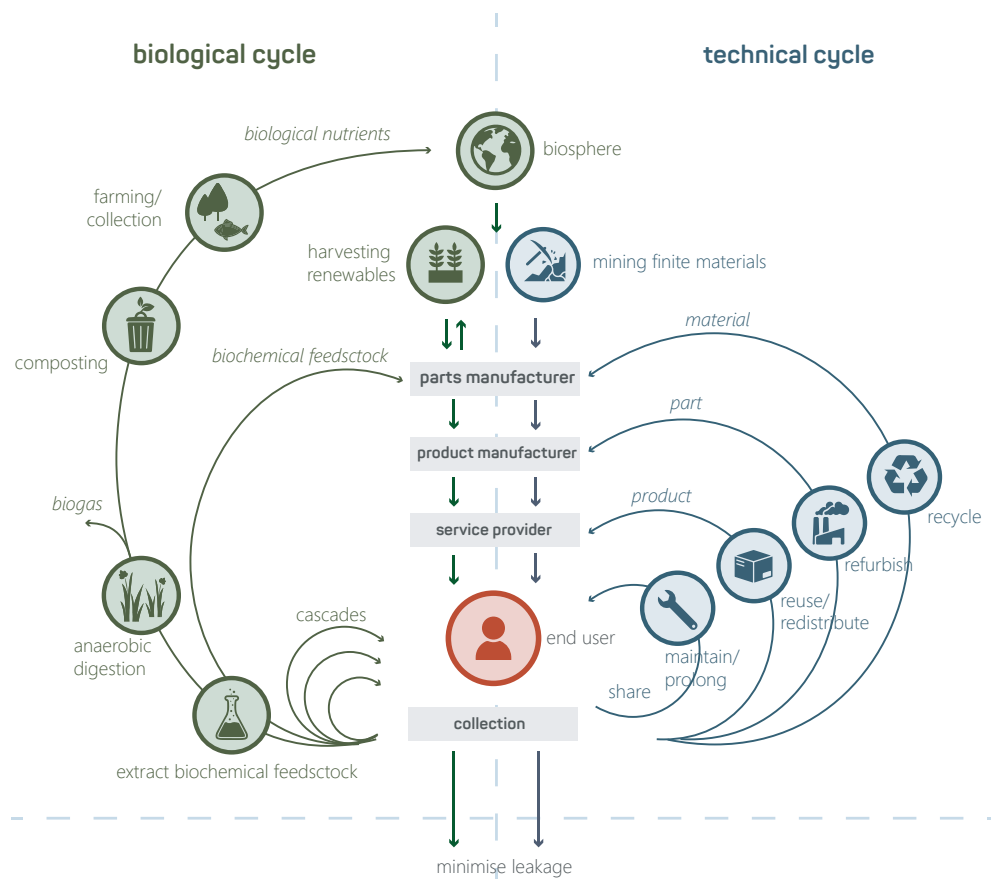 biological cycle
technical cycle
biological nutrients
biosphere
farming/
collection
harvesting
renewables
mining finite materials
material
composting
biochemical feedsctock
parts manufacturer
part
product manufacturer
biogas
product
recycle
service provider
refurbish
reuse/
redistribute
cascades
end user
anaerobic
digestion
maintain/
prolong
share
collection
extract biochemical feedsctock
minimise leakage